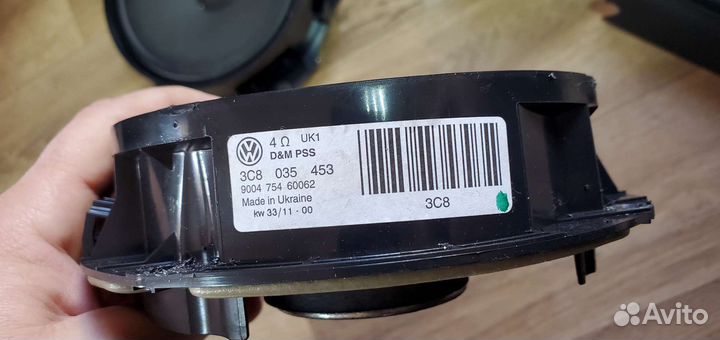 4 Ω UK1
D&M PSS
3C8 035 453
9004 754 60062
Made in Ukraine
kw 33/11 - 00
3C8
Avito